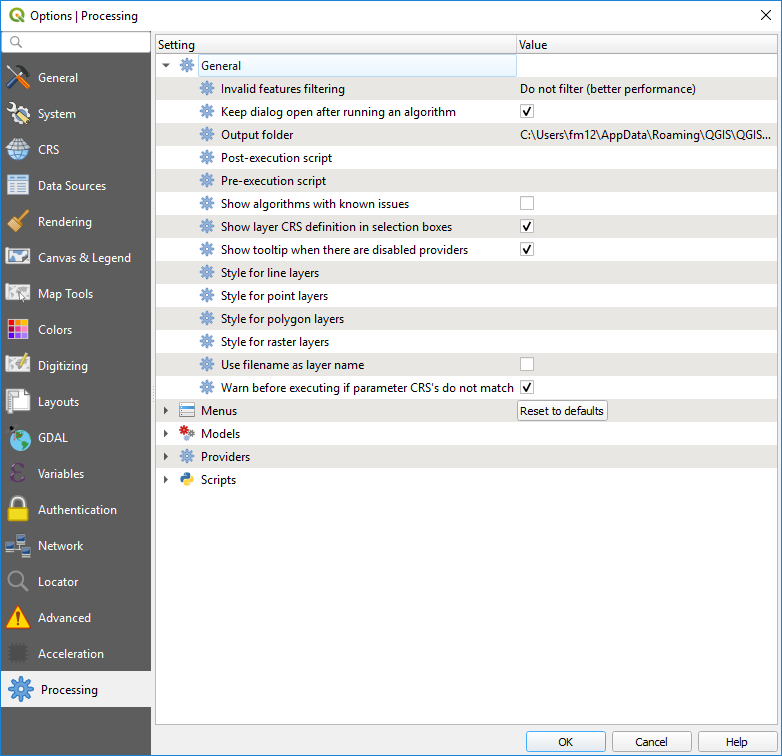 Options | Processing
Setting Value
General
System
CRS
Data Sources
Rendering
Canvas & Legend
Map Tools
Colors
Digitizing
Layouts
GDAL
Variables
Authentication
Network
Locator
Advanced
Acceleration
Processing
General
Invalid features filtering Do not filter (better performance)
Keep dialog open after running an algorithm
Output folder C:\Users\fm12\AppData\Roaming\QGIS\QGIS...
Post-execution script
Pre-execution script
Show algorithms with known issues
Show layer CRS definition in selection boxes
Show tooltip when there are disabled providers
Style for line layers
Style for point layers
Style for polygon layers
Style for raster layers
Use filename as layer name
Warn before executing if parameter CRS's do not match
Menus Reset to defaults
Models
Providers
Scripts
OK Cancel Help